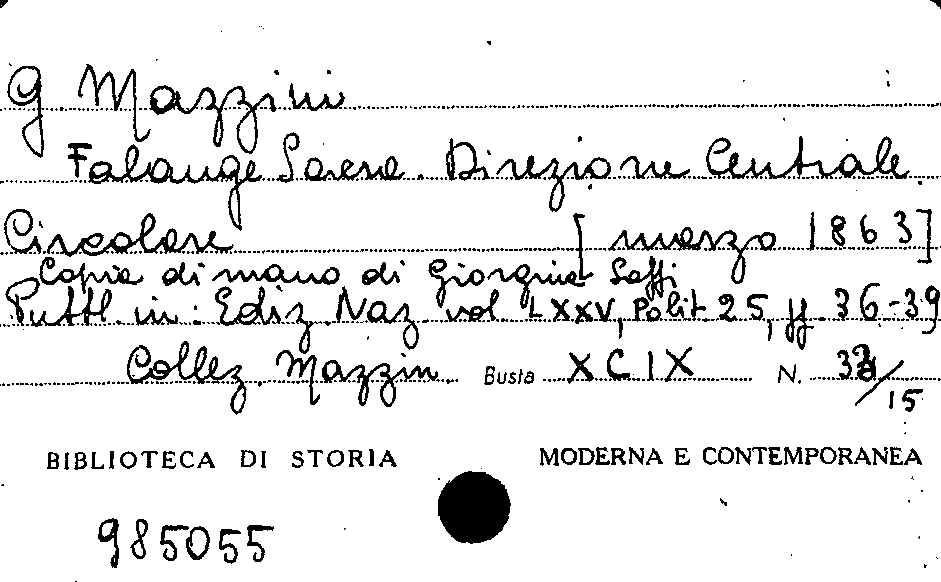 G. Mazzini
Falange Sacra. Direzione Centrale.
Circolare [marzo 1863]
Copia di mano di Giorgina Saffi
Pubbl. in: Ediz. Naz. vol. LXXV, Polit. 25, pp. 36-39
Collez. Mazzini Busta XCIX N. /15
BIBLIOTECA DI STORIA MODERNA E CONTEMPORANEA
985055